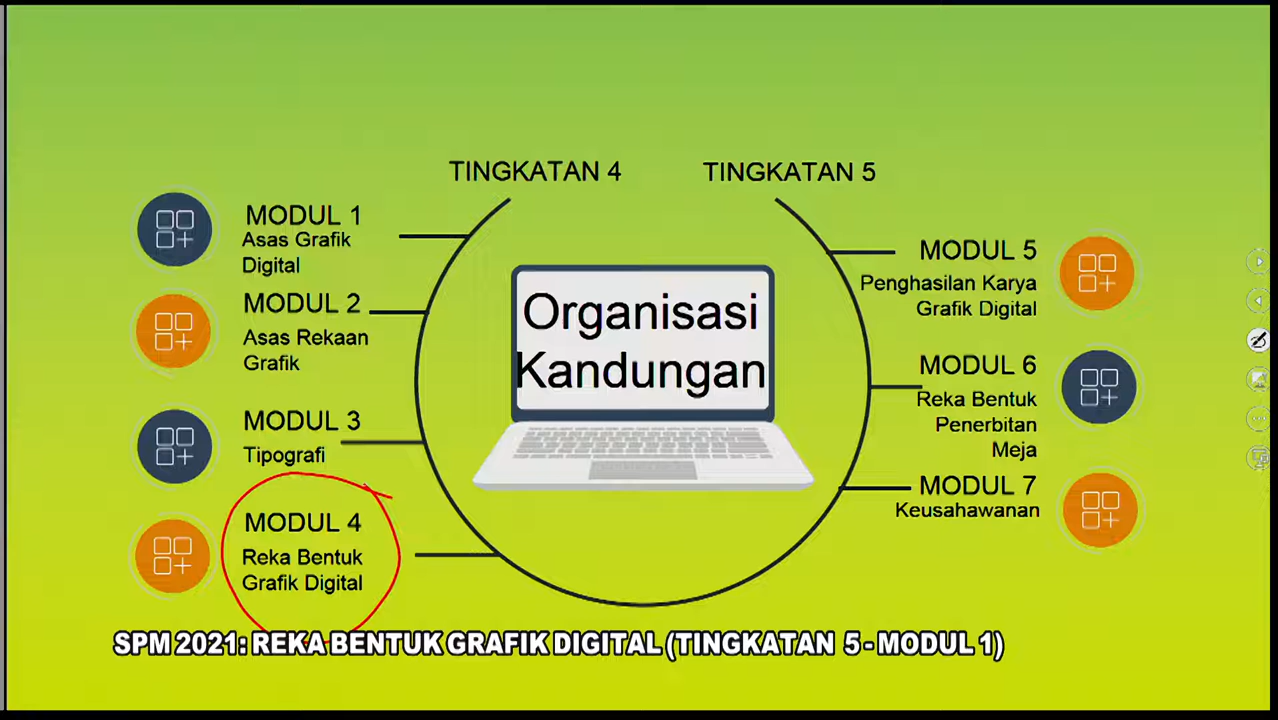 TINGKATAN 4
TINGKATAN 5
MODUL 1
Asas Grafik
Digital
MODUL 2
Asas Rekaan
Grafik
MODUL 3
Tipografi
MODUL 4
Reka Bentuk
Grafik Digital
Organisasi
Kandungan
MODUL 5
Penghasilan Karya
Grafik Digital
MODUL 6
Reka Bentuk
Penerbitan
Meja
MODUL 7
Keusahawanan
SPM 2021: REKA BENTUK GRAFIK DIGITAL (TINGKATAN 5 - MODUL 1)